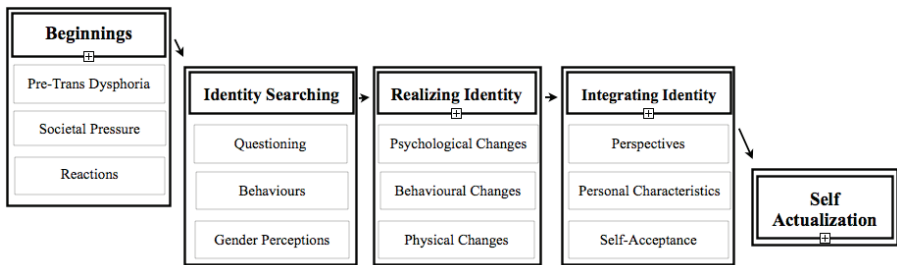 Beginnings
Pre-Trans Dysphoria
Societal Pressure
Reactions
Identity Searching
Questioning
Behaviours
Gender Perceptions
Realizing Identity
Psychological Changes
Behavioural Changes
Physical Changes
Integrating Identity
Perspectives
Personal Characteristics
Self-Acceptance
Self
Actualization